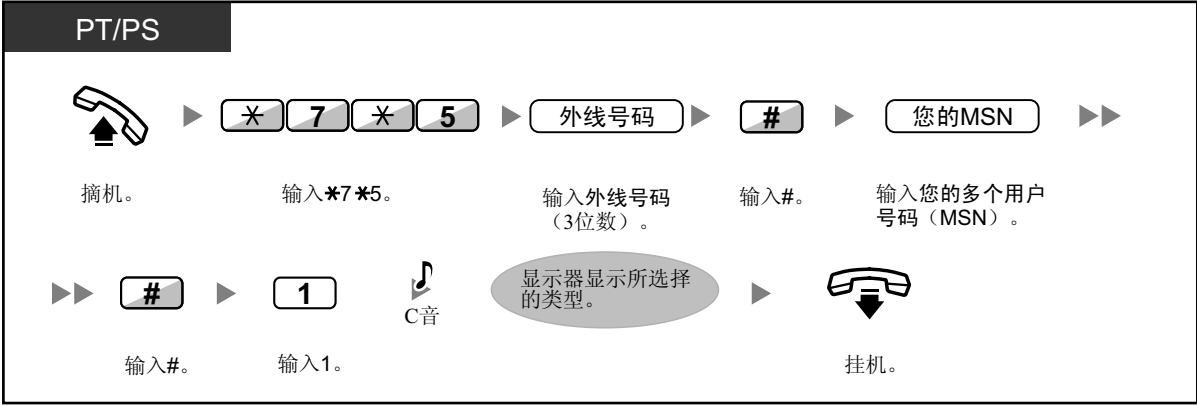 PT/PS
* 7 * 5 外线号码 # 您的MSN
摘机。 输入*7*5。 输入外线号码 输入#。 输入您的多个用户
（3位数）。 号码（MSN）。
# 1 显示器显示所选择
的类型。
C音
输入#。 输入1。 挂机。